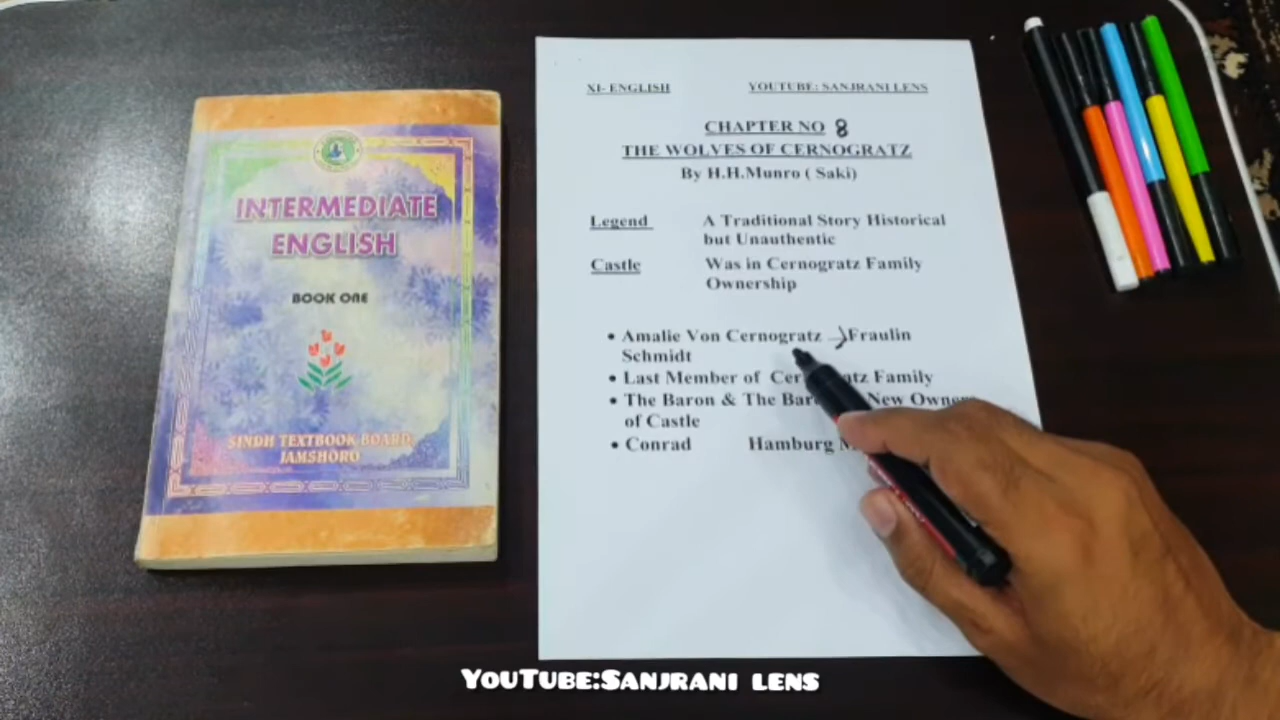 INTERMEDIATE
ENGLISH
BOOK ONE
SINDH TEXTBOOK BOARD,
JAMSHORO
XI- ENGLISH YOUTUBE: SANJRANI LENS
CHAPTER NO 8
THE WOLVES OF CERNOGRATZ
By H.H.Munro ( Saki)
Legend A Traditional Story Historical
but Unauthentic
Castle Was in Cernogratz Family
Ownership
• Amalie Von Cernogratz → Fraulin
Schmidt
• Last Member of Family
• The Baron & The New
of Castle
• Conrad Hamburg
YOUTUBE:SANJRANI LENS